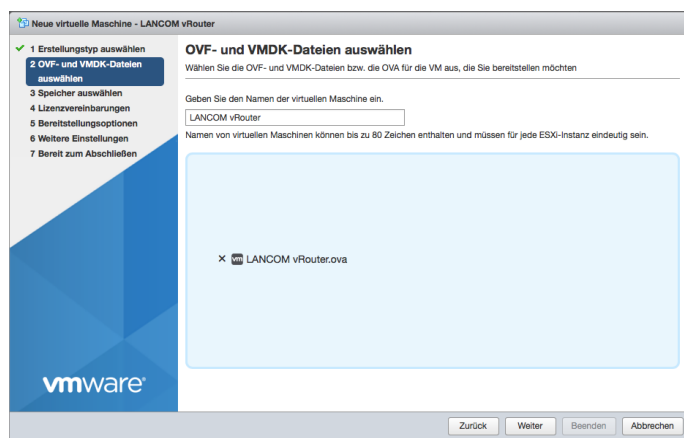 Neue virtuelle Maschine - LANCOM vRouter
1 Erstellungstyp auswählen
2 OVF- und VMDK-Dateien
auswählen
3 Speicher auswählen
4 Lizenzvereinbarungen
5 Bereitstellungsoptionen
6 Weitere Einstellungen
7 Bereit zum Abschließen
OVF- und VMDK-Dateien auswählen
Wählen Sie die OVF- und VMDK-Dateien bzw. die OVA für die VM aus, die Sie bereitstellen möchten
Geben Sie den Namen der virtuellen Maschine ein.
LANCOM vRouter
Namen von virtuellen Maschinen können bis zu 80 Zeichen enthalten und müssen für jede ESXi-Instanz eindeutig sein.
vm LANCOM vRouter.ova
vmware®
Zurück Weiter Beenden Abbrechen